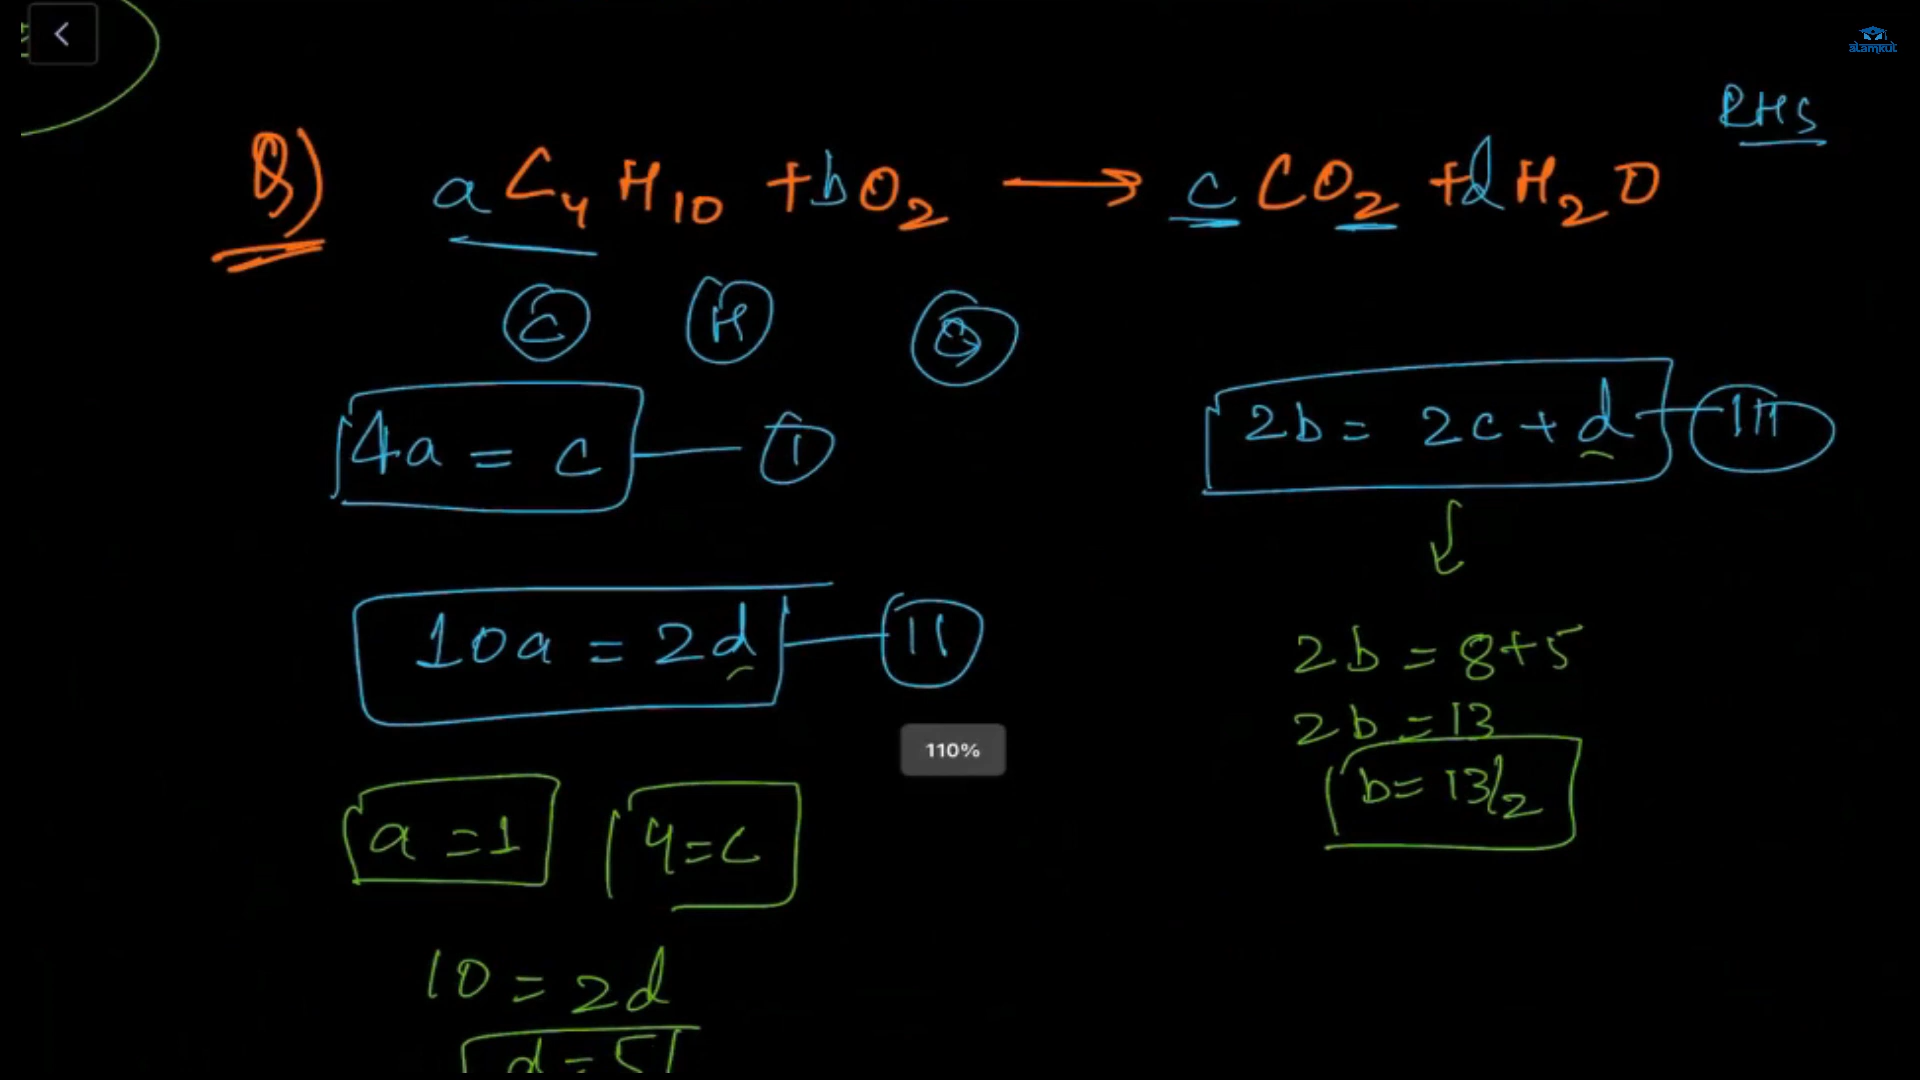 alamkut
RHS
Q) aC₄H₁₀ + bO₂ → cCO₂ + dH₂O
C H O
4a = c — I
10a = 2d — II
a = 1 4 = c
10 = 2d
d = 5
2b = 2c + d — III
2b = 8+5
2b = 13
b = 13/2
110%